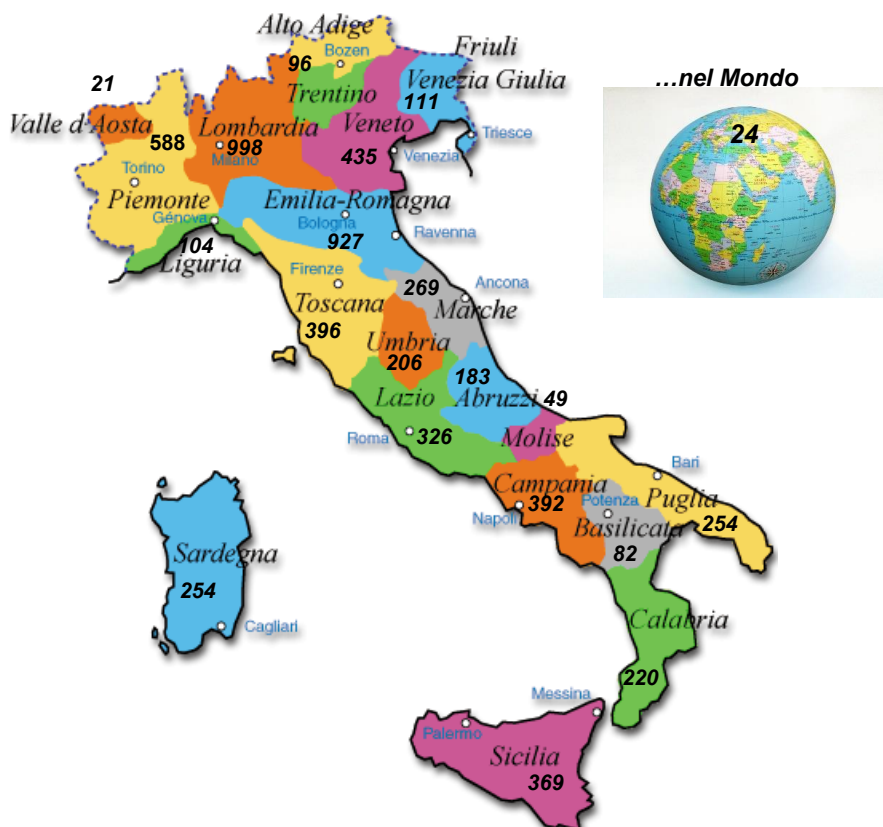 Alto Adige
Bozen
Friuli
96
21
Trentino
Venezia Giulia
111
...nel Mondo
24
Valle d'Aosta
588
Lombardia
998
Milano
Veneto
435
Venezia
Triesce
Torino
Piemonte
Génova
104
Liguria
Emilia-Romagna
Bologna
927
Ravenna
Firenze
Toscana
396
269
Ancona
Marche
Umbria
206
183
Abruzzi
49
Lazio
Roma
326
Molise
Campania
392
Napoli
Bari
Puglia
254
Potenza
Basilicata
82
Sardegna
254
Cagliari
Calabria
220
Messina
Palermo
Sicilia
369